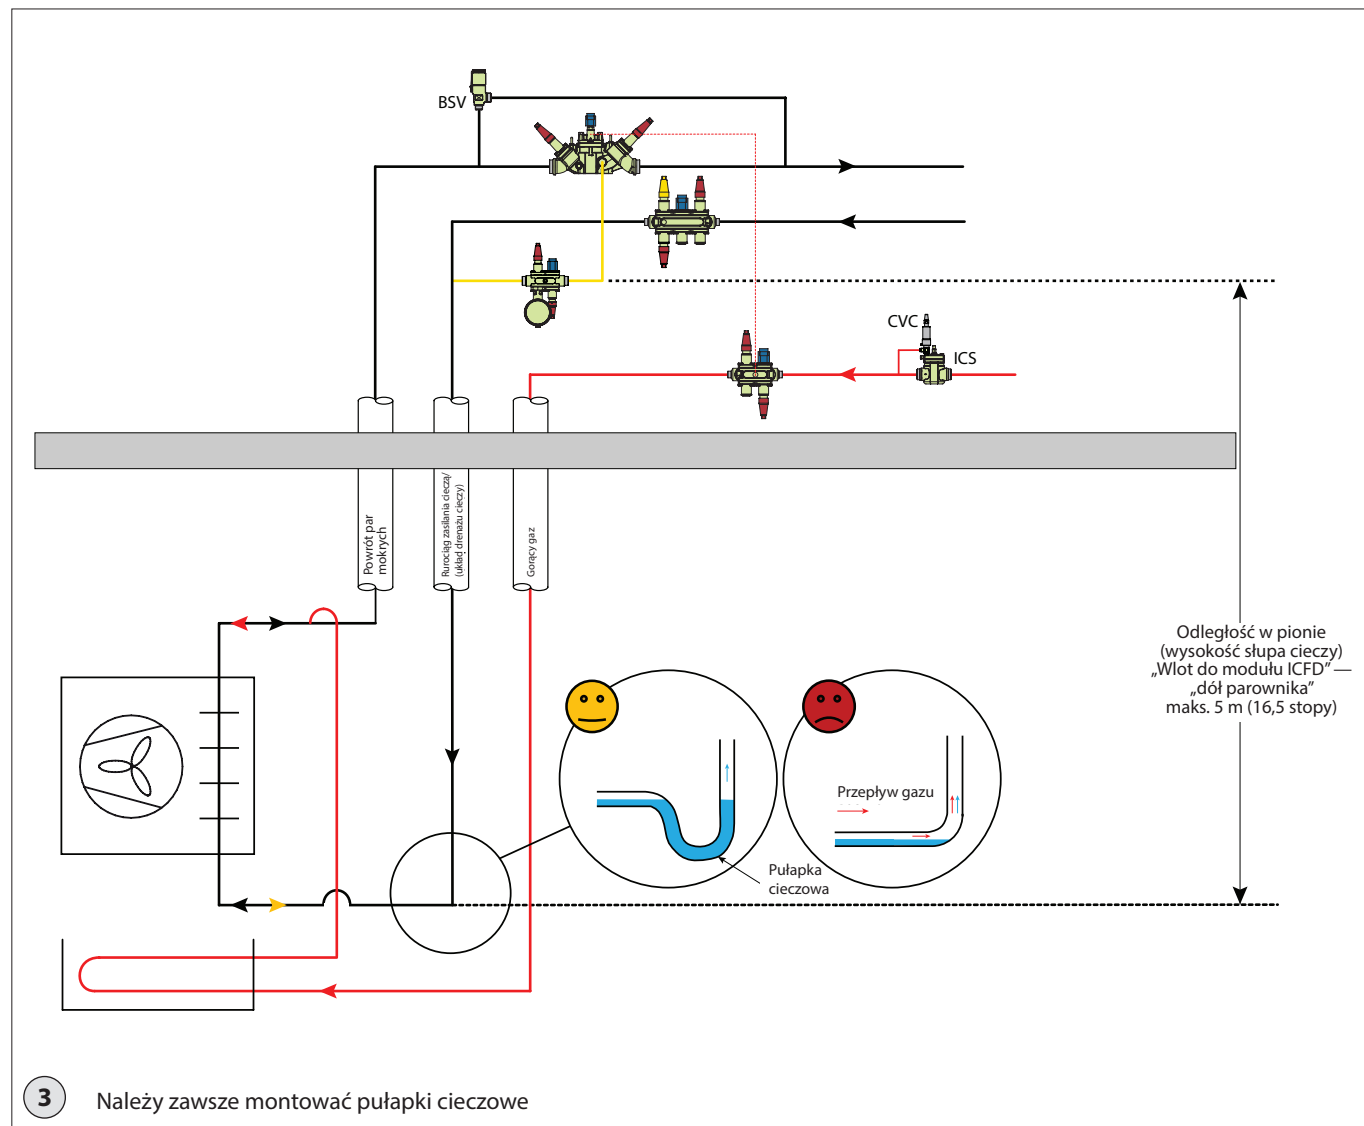 BSV
CVC
ICS
Powrót par
mokrych
Rurociąg zasilania cieczą/
(układ drenażu cieczy)
Gorący gaz
Odległość w pionie
(wysokość słupa cieczy)
„Wlot do modułu ICFD” —
„dół parownika”
maks. 5 m (16,5 stopy)
Przepływ gazu
Pułapka
cieczowa
3 Należy zawsze montować pułapki cieczowe